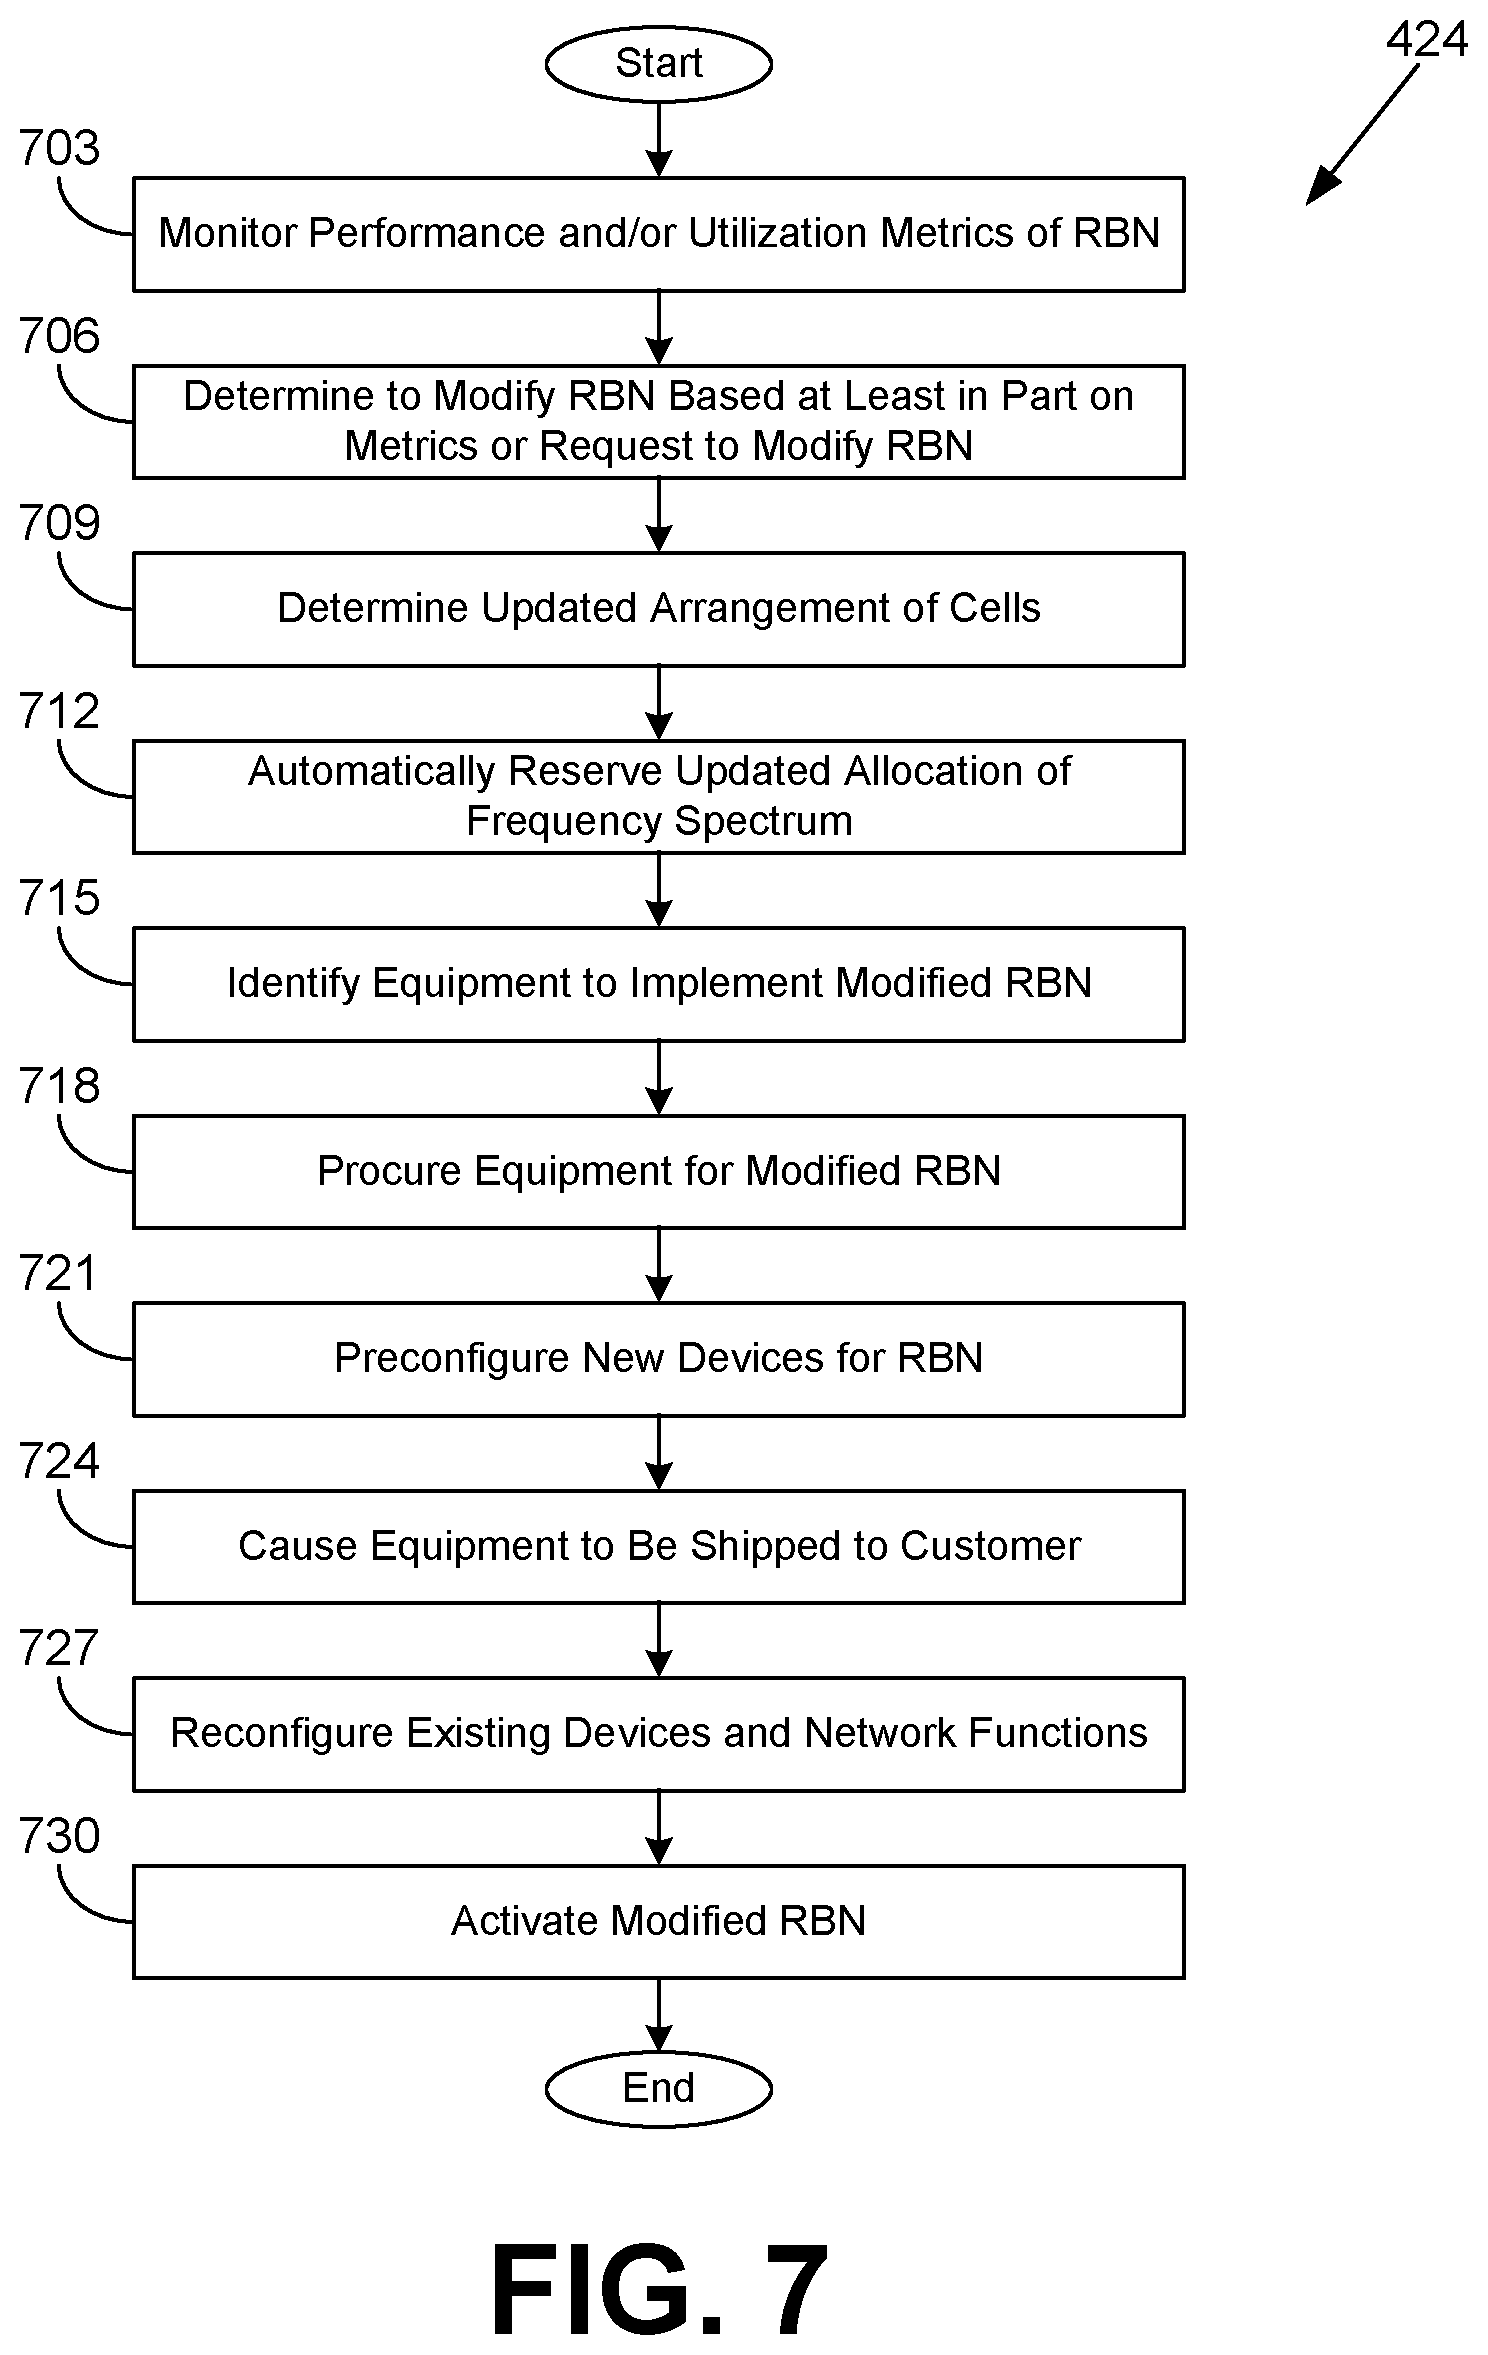 Start
424
703
Monitor Performance and/or Utilization Metrics of RBN
706
Determine to Modify RBN Based at Least in Part on
Metrics or Request to Modify RBN
709
Determine Updated Arrangement of Cells
712
Automatically Reserve Updated Allocation of
Frequency Spectrum
715
Identify Equipment to Implement Modified RBN
718
Procure Equipment for Modified RBN
721
Preconfigure New Devices for RBN
724
Cause Equipment to Be Shipped to Customer
727
Reconfigure Existing Devices and Network Functions
730
Activate Modified RBN
End
FIG. 7